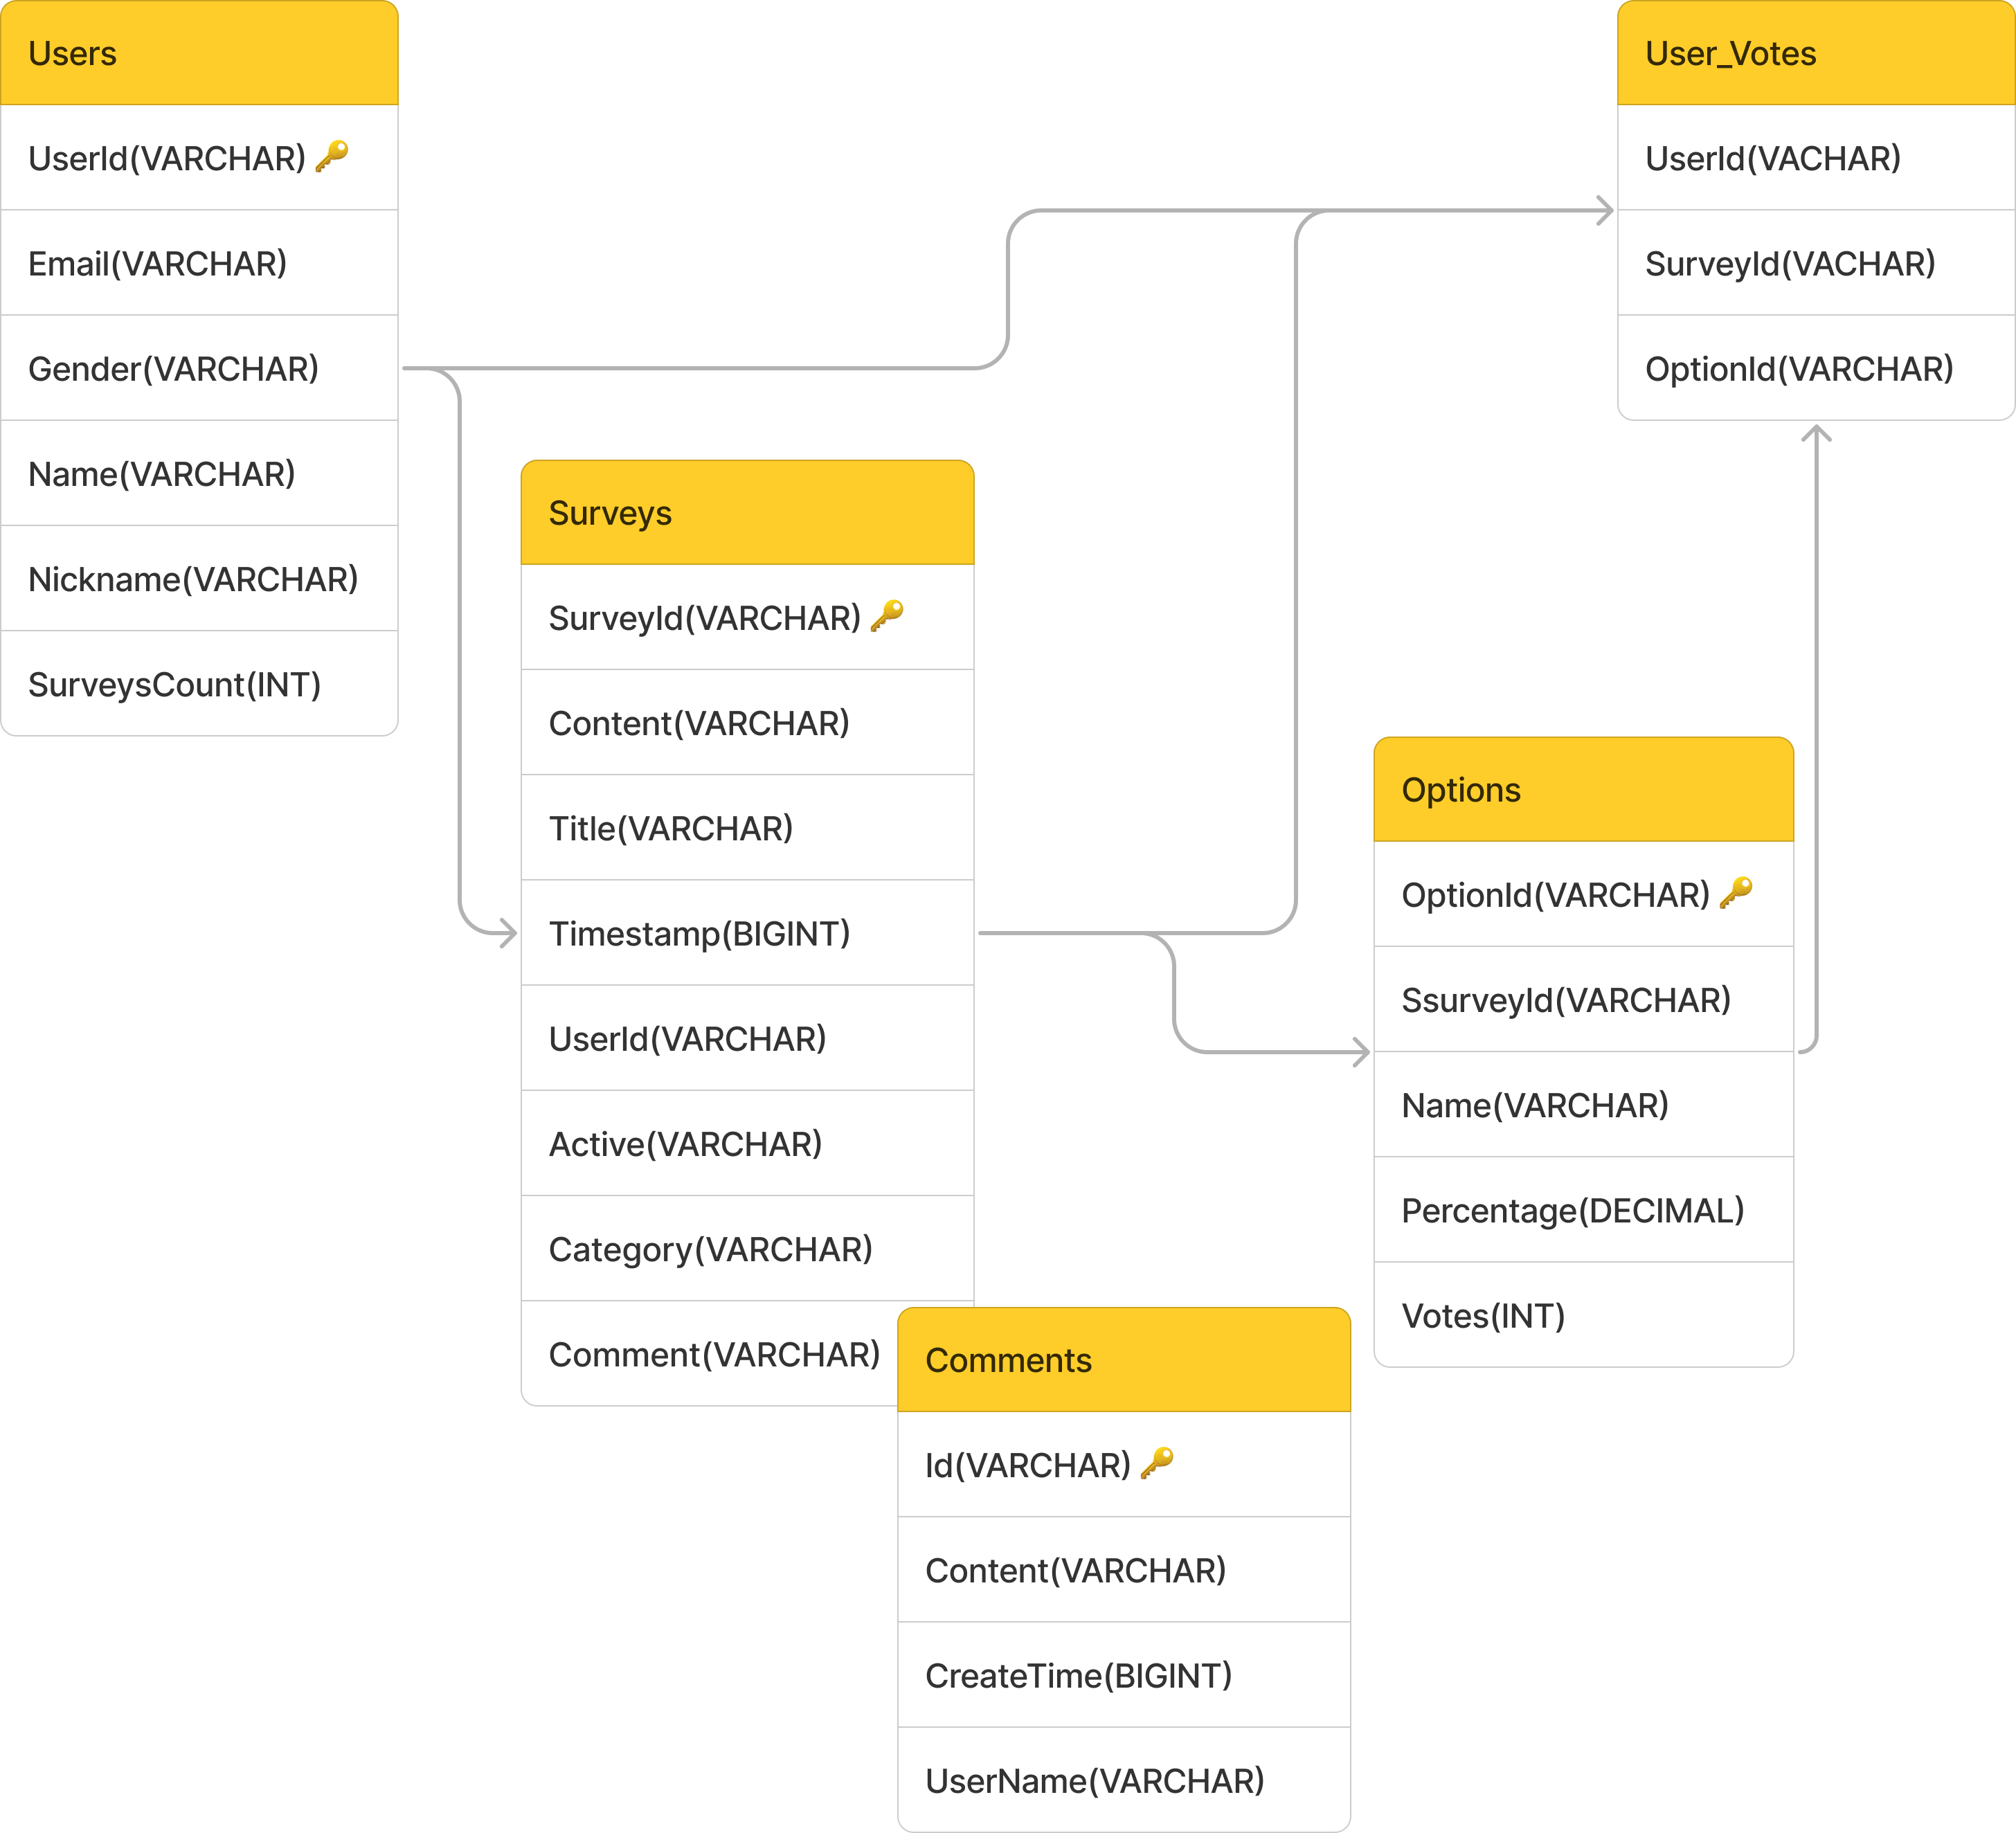 Users
UserId(VARCHAR) 🔑
Email(VARCHAR)
Gender(VARCHAR)
Name(VARCHAR)
Nickname(VARCHAR)
SurveysCount(INT)
Surveys
SurveyId(VARCHAR) 🔑
Content(VARCHAR)
Title(VARCHAR)
Timestamp(BIGINT)
UserId(VARCHAR)
Active(VARCHAR)
Category(VARCHAR)
Comment(VARCHAR)
Comments
Id(VARCHAR) 🔑
Content(VARCHAR)
CreateTime(BIGINT)
UserName(VARCHAR)
Options
OptionId(VARCHAR) 🔑
SsurveyId(VARCHAR)
Name(VARCHAR)
Percentage(DECIMAL)
Votes(INT)
User_Votes
UserId(VACHAR)
SurveyId(VACHAR)
OptionId(VARCHAR)